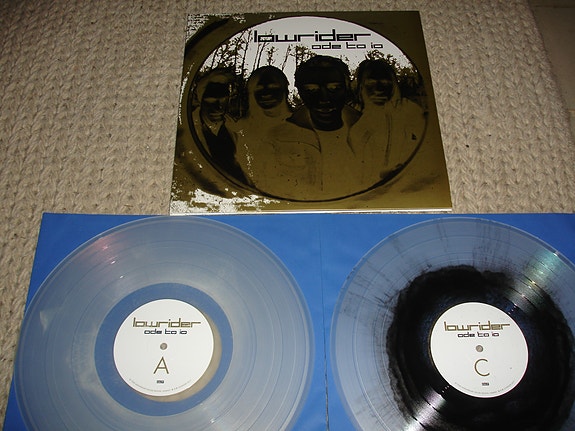 lowrider
ode to io
lowrider
ode to io
A
lowrider
ode to io
C